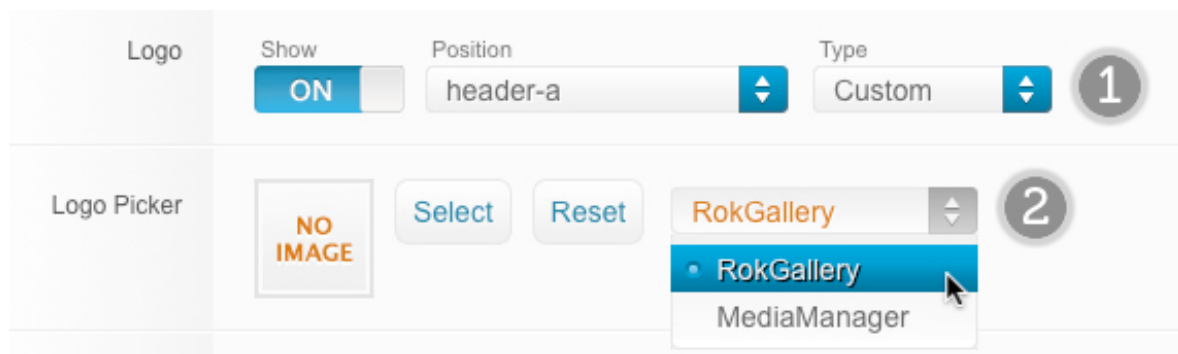 Logo
Show
Position
Type
ON
header-a
Custom
1
Logo Picker
NO
IMAGE
Select
Reset
RokGallery
2
RokGallery
MediaManager